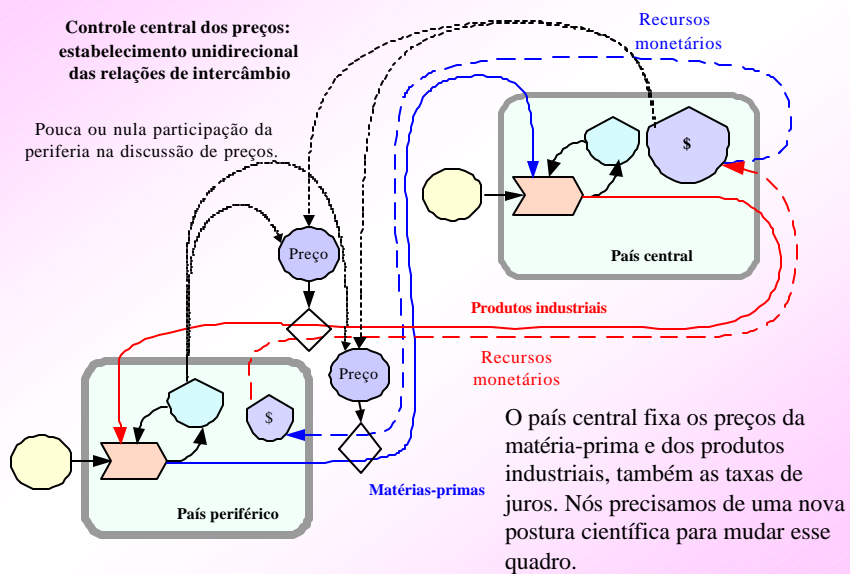 Controle central dos preços:
estabelecimento unidirecional
das relações de intercâmbio
Recursos
monetários
Pouca ou nula participação da
periferia na discussão de preços.
$
País central
Preço
Produtos industriais
Recursos
monetários
Preço
$
País periférico
Matérias-primas
O país central fixa os preços da
matéria-prima e dos produtos
industriais, também as taxas de
juros. Nós precisamos de uma nova
postura científica para mudar esse
quadro.